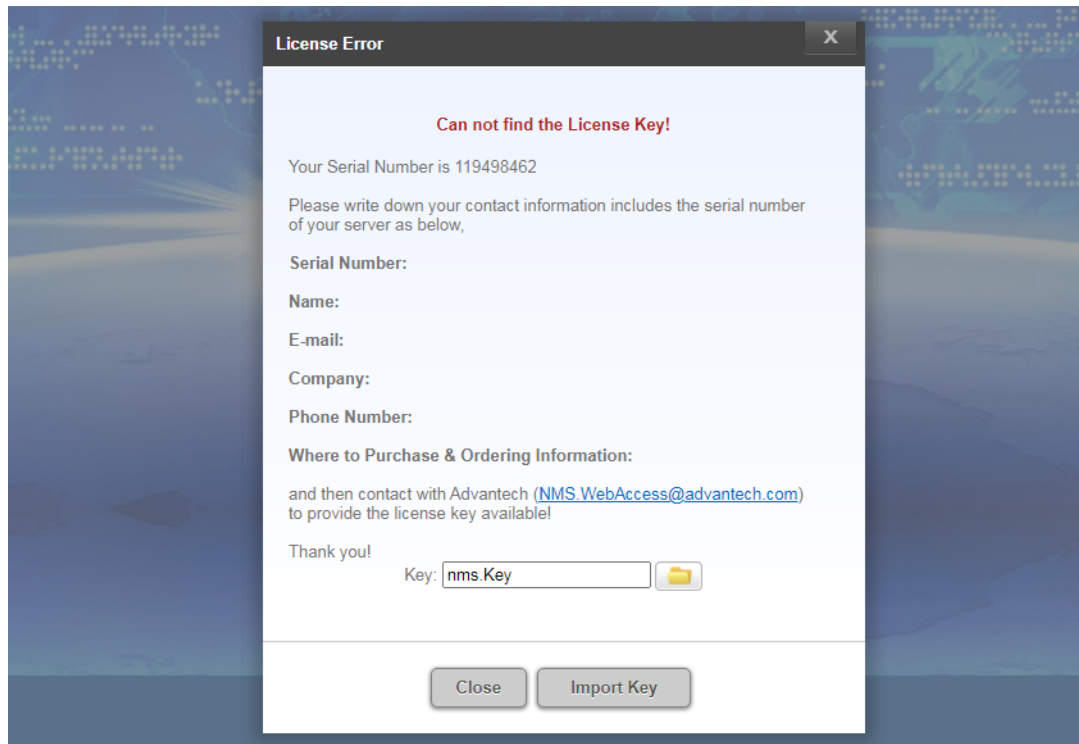 License Error
X
Can not find the License Key!
Your Serial Number is 119498462
Please write down your contact information includes the serial number
of your server as below,
Serial Number:
Name:
E-mail:
Company:
Phone Number:
Where to Purchase & Ordering Information:
and then contact with Advantech (NMS.WebAccess@advantech.com)
to provide the license key available!
Thank you!
Key: nms.Key
Close Import Key